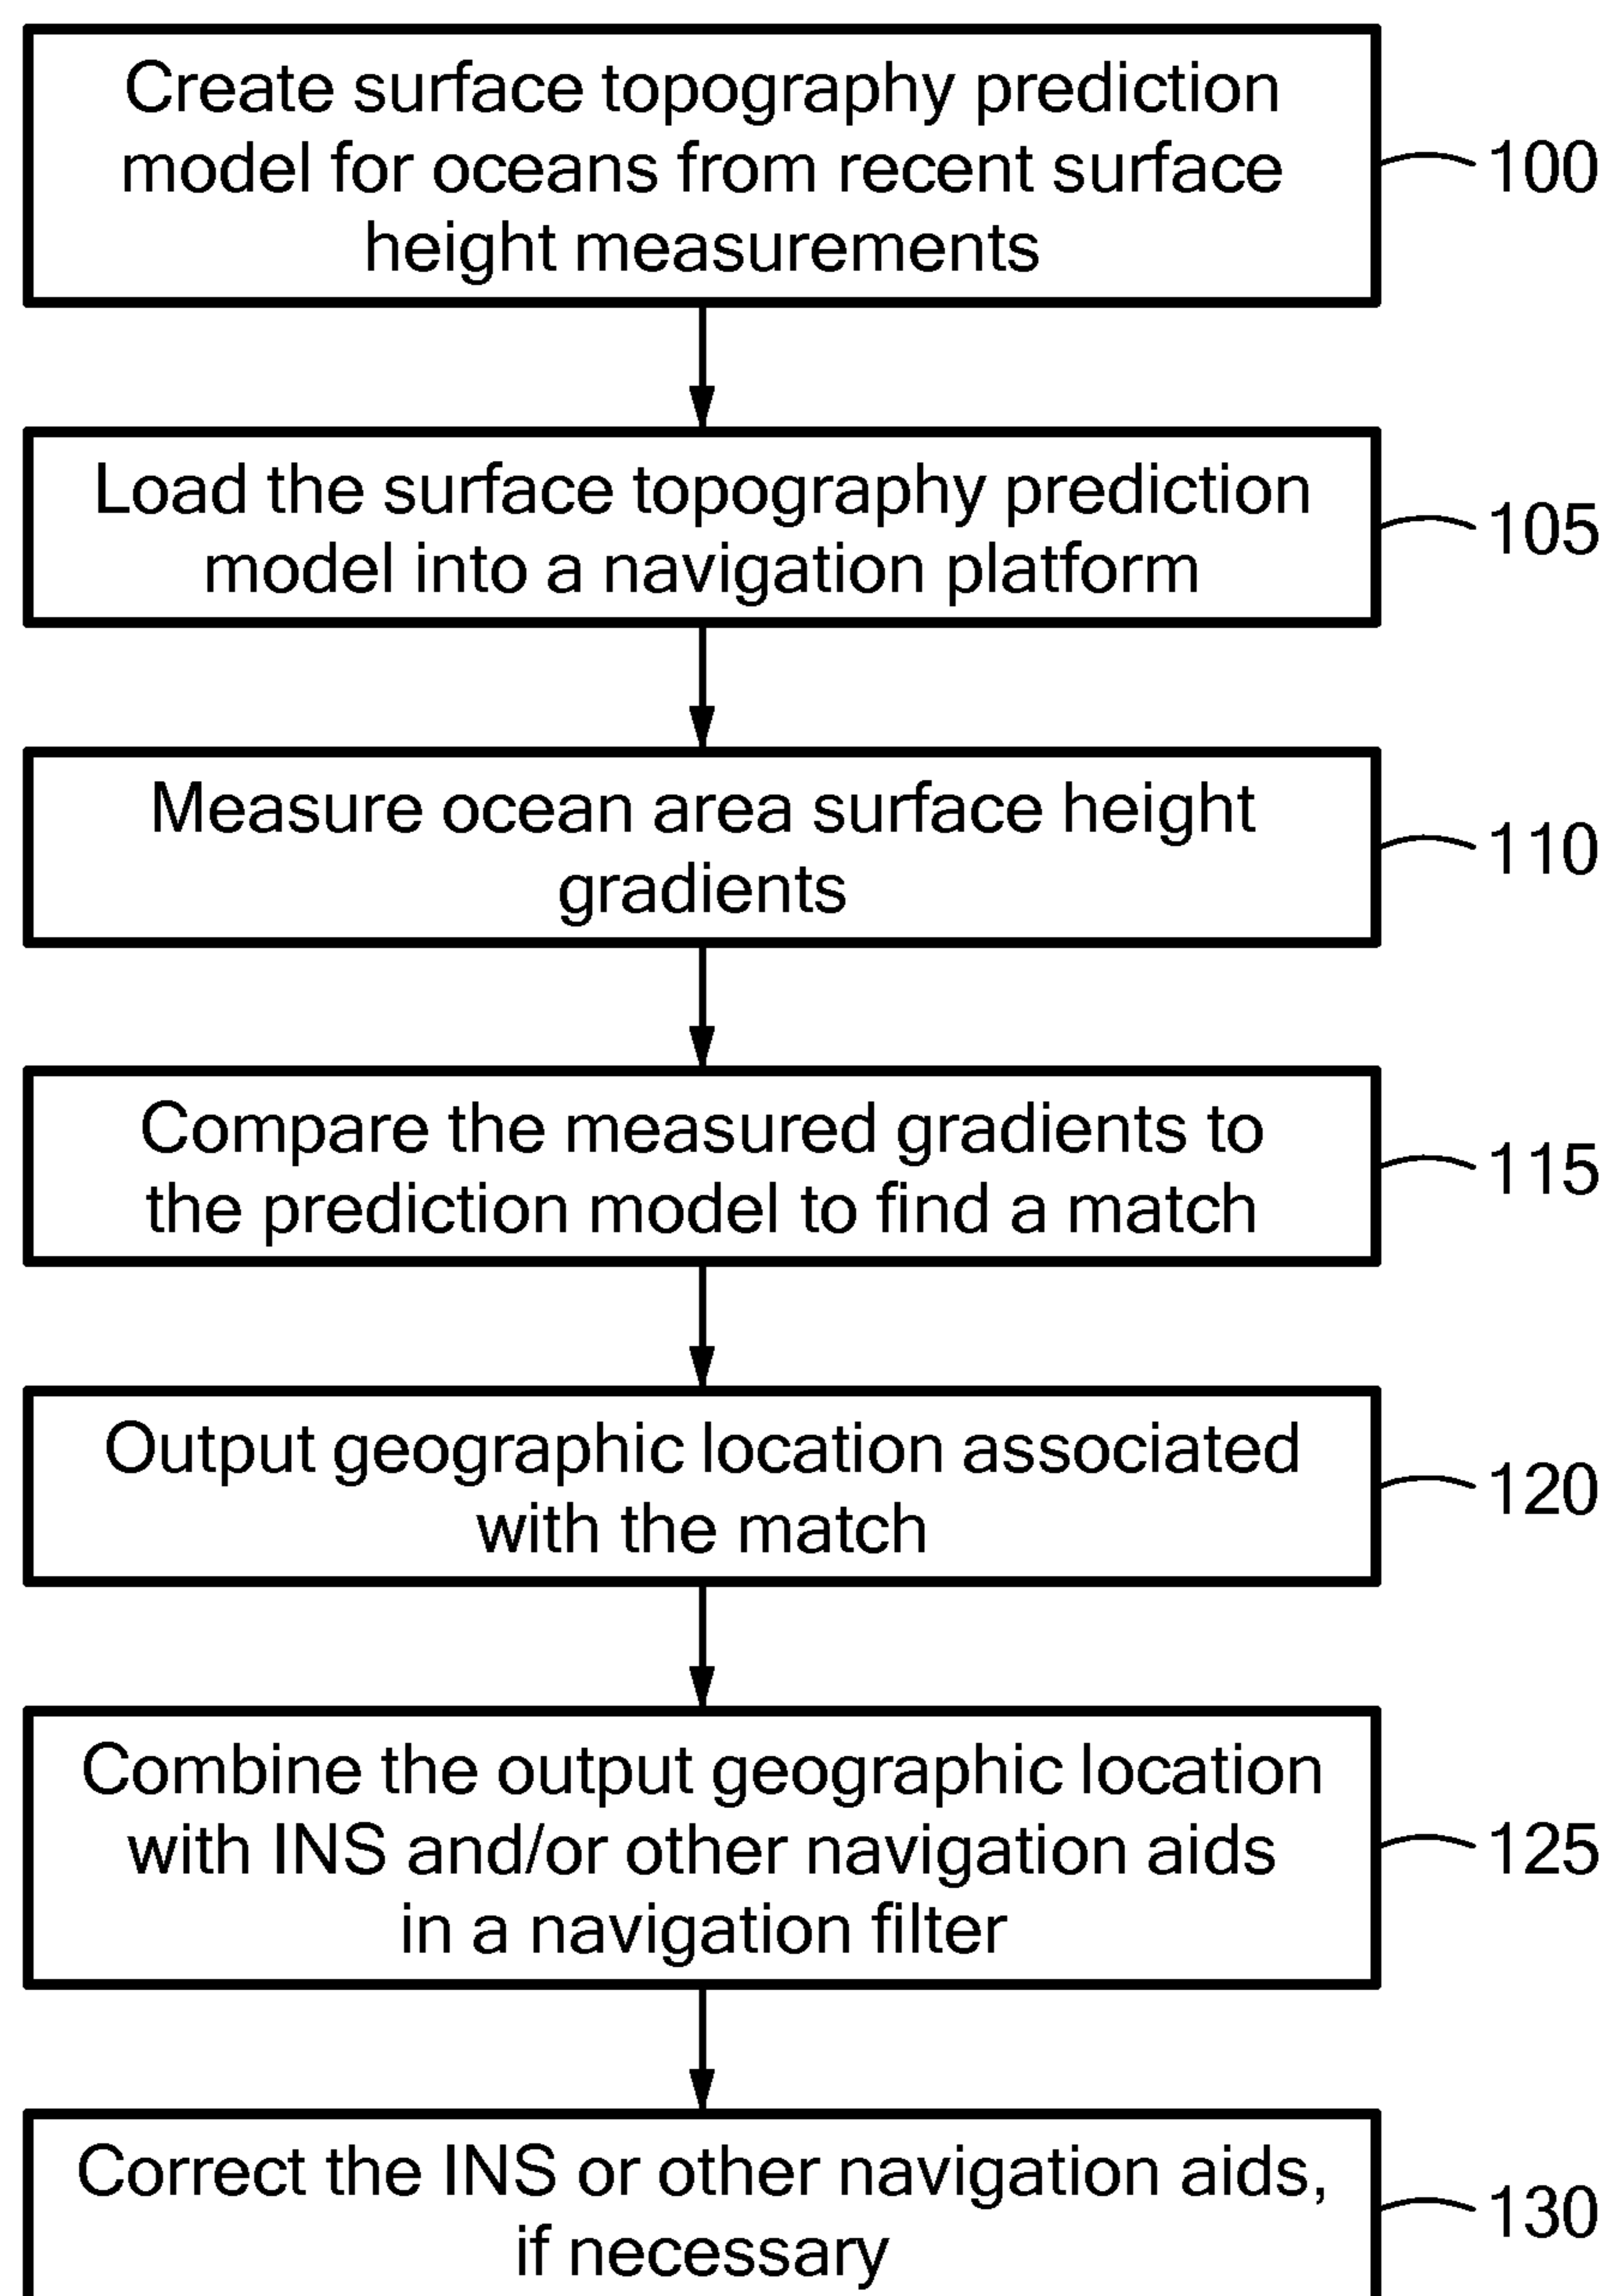 Create surface topography prediction
model for oceans from recent surface
height measurements
100
Load the surface topography prediction
model into a navigation platform
105
Measure ocean area surface height
gradients
110
Compare the measured gradients to
the prediction model to find a match
115
Output geographic location associated
with the match
120
Combine the output geographic location
with INS and/or other navigation aids
in a navigation filter
125
Correct the INS or other navigation aids,
if necessary
130